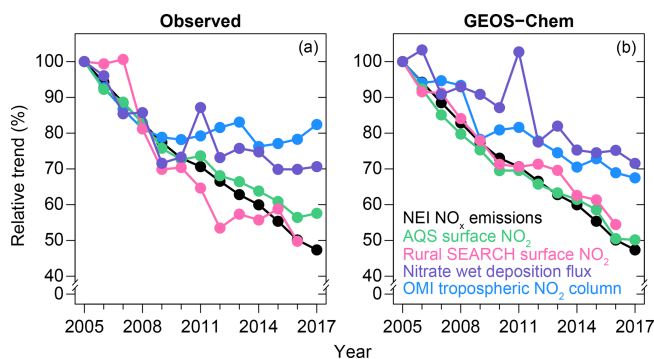 Observed
GEOS−Chem
(a)
(b)
Relative trend (%)
100
90
80
70
60
50
40
0
100
90
80
70
60
50
40
0
NEI NOx emissions
AQS surface NO2
Rural SEARCH surface NO2
Nitrate wet deposition flux
OMI tropospheric NO2 column
2005 2008 2011 2014 2017
2005 2008 2011 2014 2017
Year